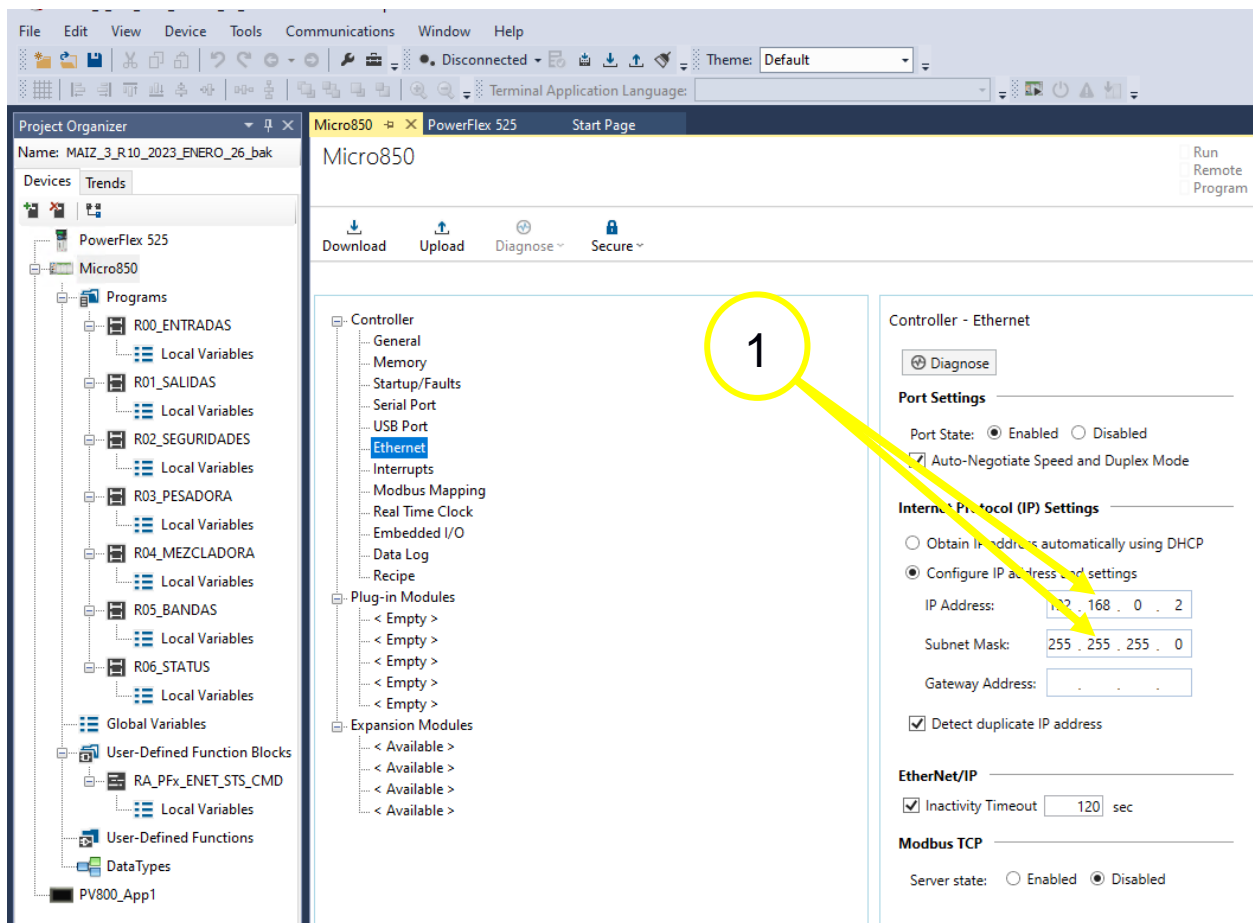 File Edit View Device Tools Communications Window Help
Disconnected Theme: Default
Terminal Application Language:
Project Organizer
Name: MAIZ_3_R10_2023_ENERO_26_bak
Devices Trends
PowerFlex 525
Micro850
Programs
R00_ENTRADAS
Local Variables
R01_SALIDAS
Local Variables
R02_SEGURIDADES
Local Variables
R03_PESADORA
Local Variables
R04_MEZCLADORA
Local Variables
R05_BANDAS
Local Variables
R06_STATUS
Local Variables
Global Variables
User-Defined Function Blocks
RA_PFx_ENET_STS_CMD
Local Variables
User-Defined Functions
DataTypes
PV800_App1
Micro850 PowerFlex 525 Start Page
Micro850
Run
Remote
Program
Download Upload Diagnose Secure
Controller
General
Memory
Startup/Faults
Serial Port
USB Port
Ethernet
Interrupts
Modbus Mapping
Real Time Clock
Embedded I/O
Data Log
Recipe
Plug-in Modules
< Empty >
< Empty >
< Empty >
< Empty >
< Empty >
Expansion Modules
< Available >
< Available >
< Available >
< Available >
1
Controller - Ethernet
Diagnose
Port Settings
Port State: Enabled Disabled
Auto-Negotiate Speed and Duplex Mode
Internet Protocol (IP) Settings
Obtain IP address automatically using DHCP
Configure IP address and settings
IP Address: 192 . 168 . 0 . 2
Subnet Mask: 255 . 255 . 255 . 0
Gateway Address: . . .
Detect duplicate IP address
EtherNet/IP
Inactivity Timeout 120 sec
Modbus TCP
Server state: Enabled Disabled